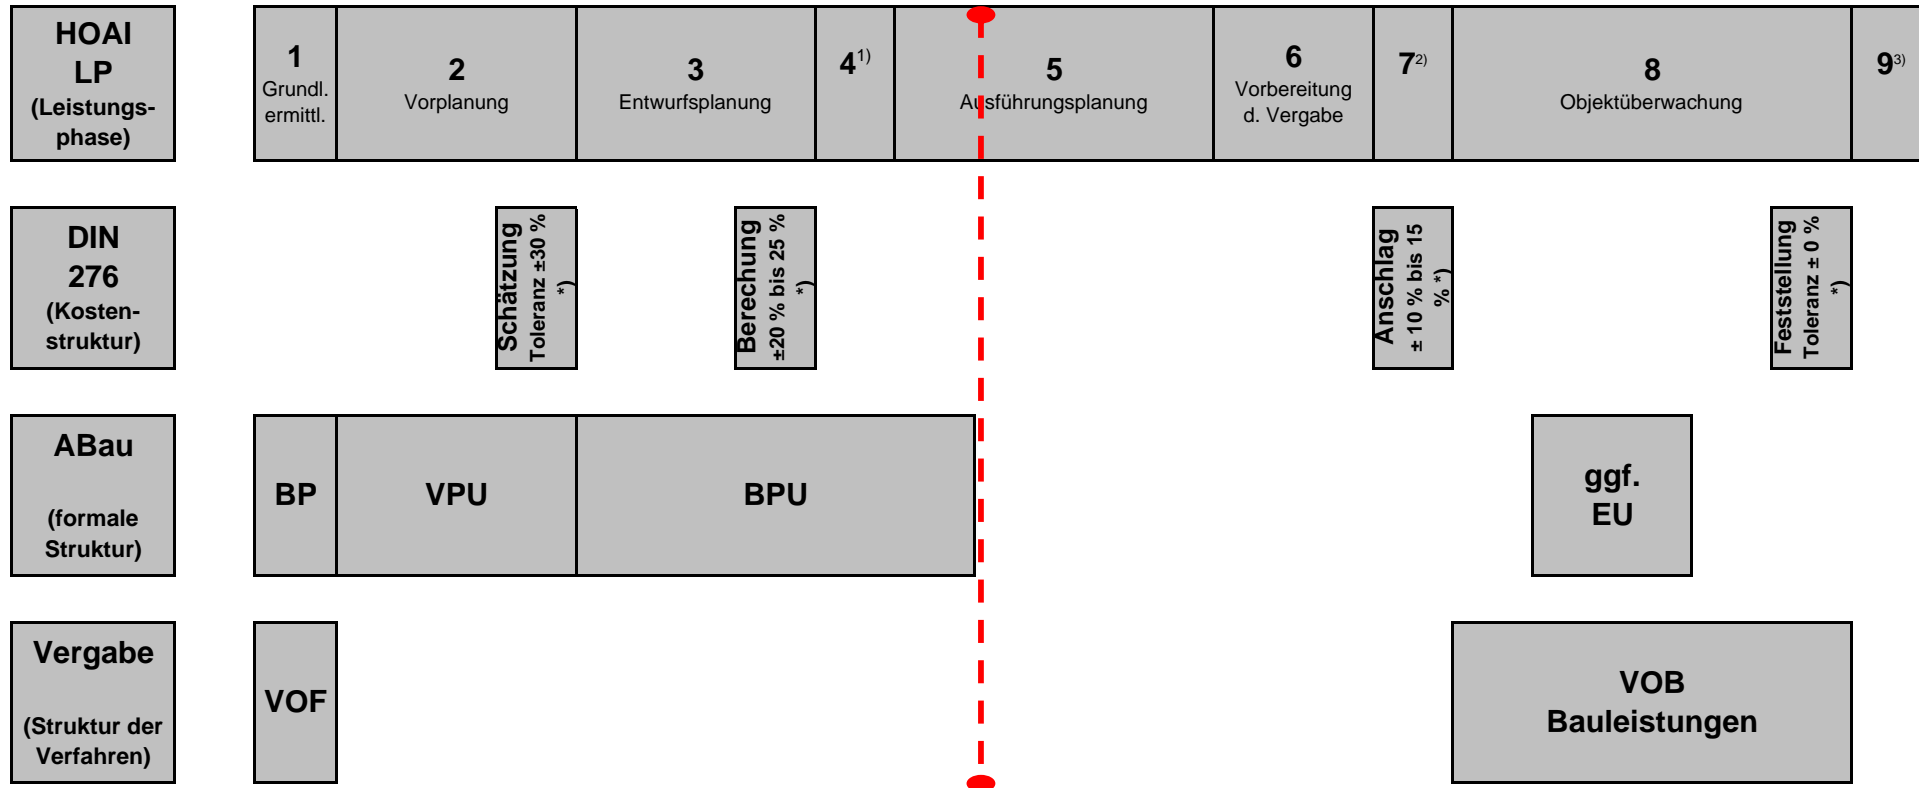 HOAI
LP
(Leistungs-
phase)
1
Grundl.
ermittl.
2
Vorplanung
3
Entwurfsplanung
4¹⁾
5
Ausführungsplanung
6
Vorbereitung
d. Vergabe
7²⁾
8
Objektüberwachung
9³⁾
DIN
276
(Kosten-
struktur)
Schätzung
Toleranz ±30 %
*)
Berechung
±20 % bis 25 %
*)
Anschlag
± 10 % bis 15
% *)
Feststellung
Toleranz ± 0 %
*)
ABau
(formale
Struktur)
BP
VPU
BPU
ggf.
EU
Vergabe
(Struktur der
Verfahren)
VOF
VOB
Bauleistungen